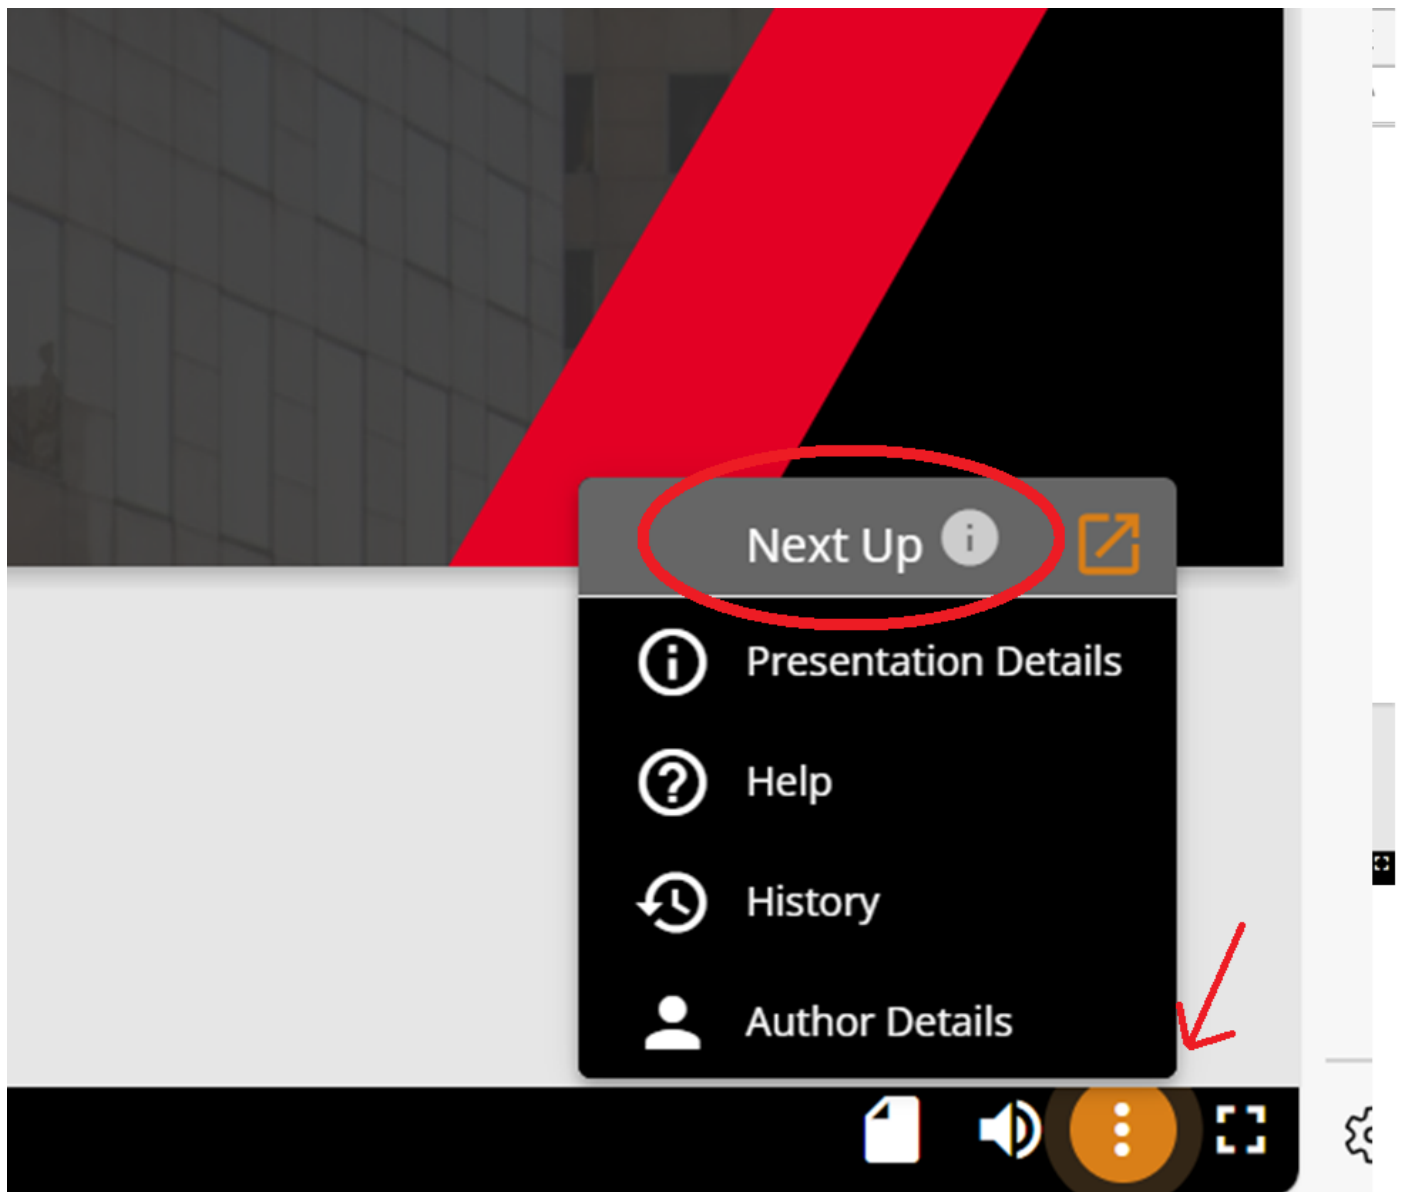 Next Up
Presentation Details
Help
History
Author Details